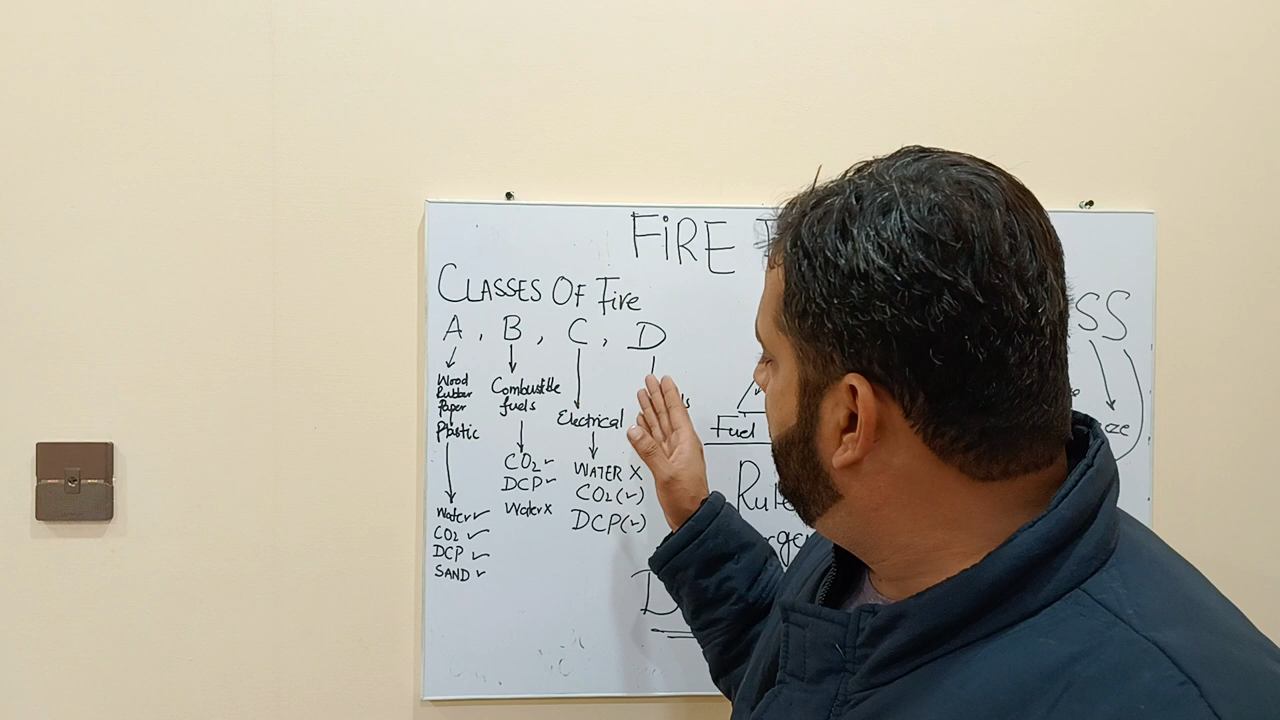 FiRE
CLASSES OF Fire
A, B, C, D
Wood
Rubber
Paper
Plastic
Water ✓
CO2 ✓
DCP ✓
SAND ✓
Combustible
fuels
CO2 ✓
DCP ✓
Water X
Electrical
WATER X
CO2 (✓)
DCP (✓)
Fuel
SS